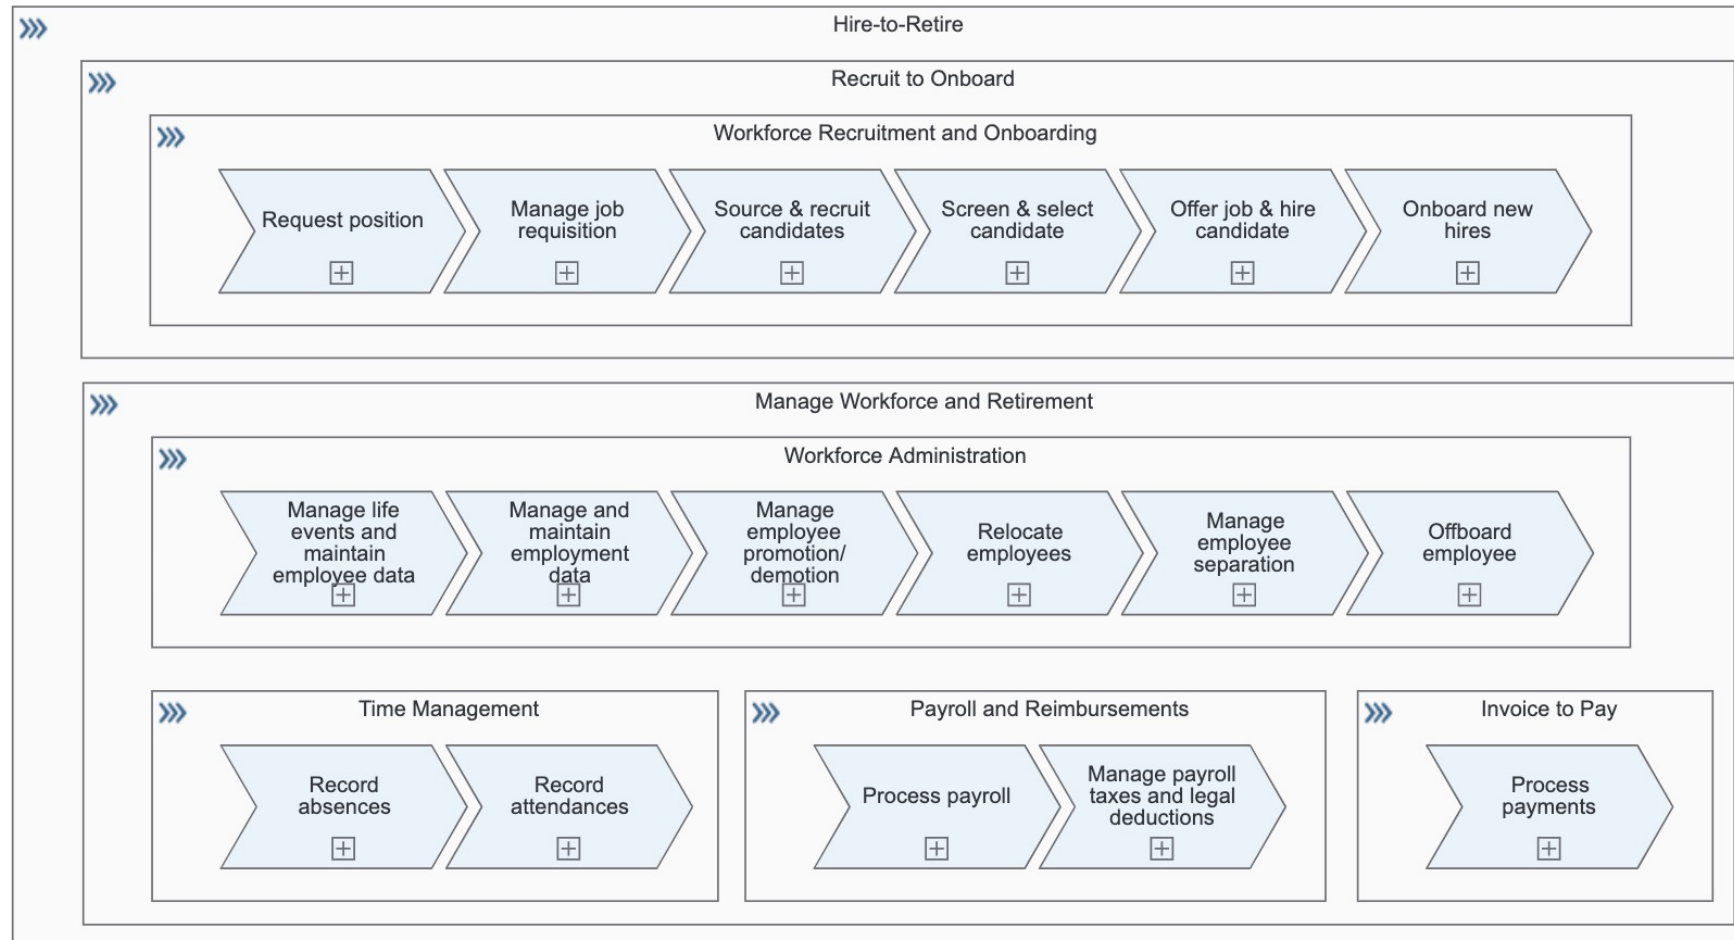 Hire-to-Retire
Recruit to Onboard
Workforce Recruitment and Onboarding
Request position
Manage job
requisition
Source & recruit
candidates
Screen & select
candidate
Offer job & hire
candidate
Onboard new
hires
Manage Workforce and Retirement
Workforce Administration
Manage life
events and
maintain
employee data
Manage and
maintain
employment
data
Manage
employee
promotion/
demotion
Relocate
employees
Manage
employee
separation
Offboard
employee
Time Management
Record
absences
Record
attendances
Payroll and Reimbursements
Process payroll
Manage payroll
taxes and legal
deductions
Invoice to Pay
Process
payments